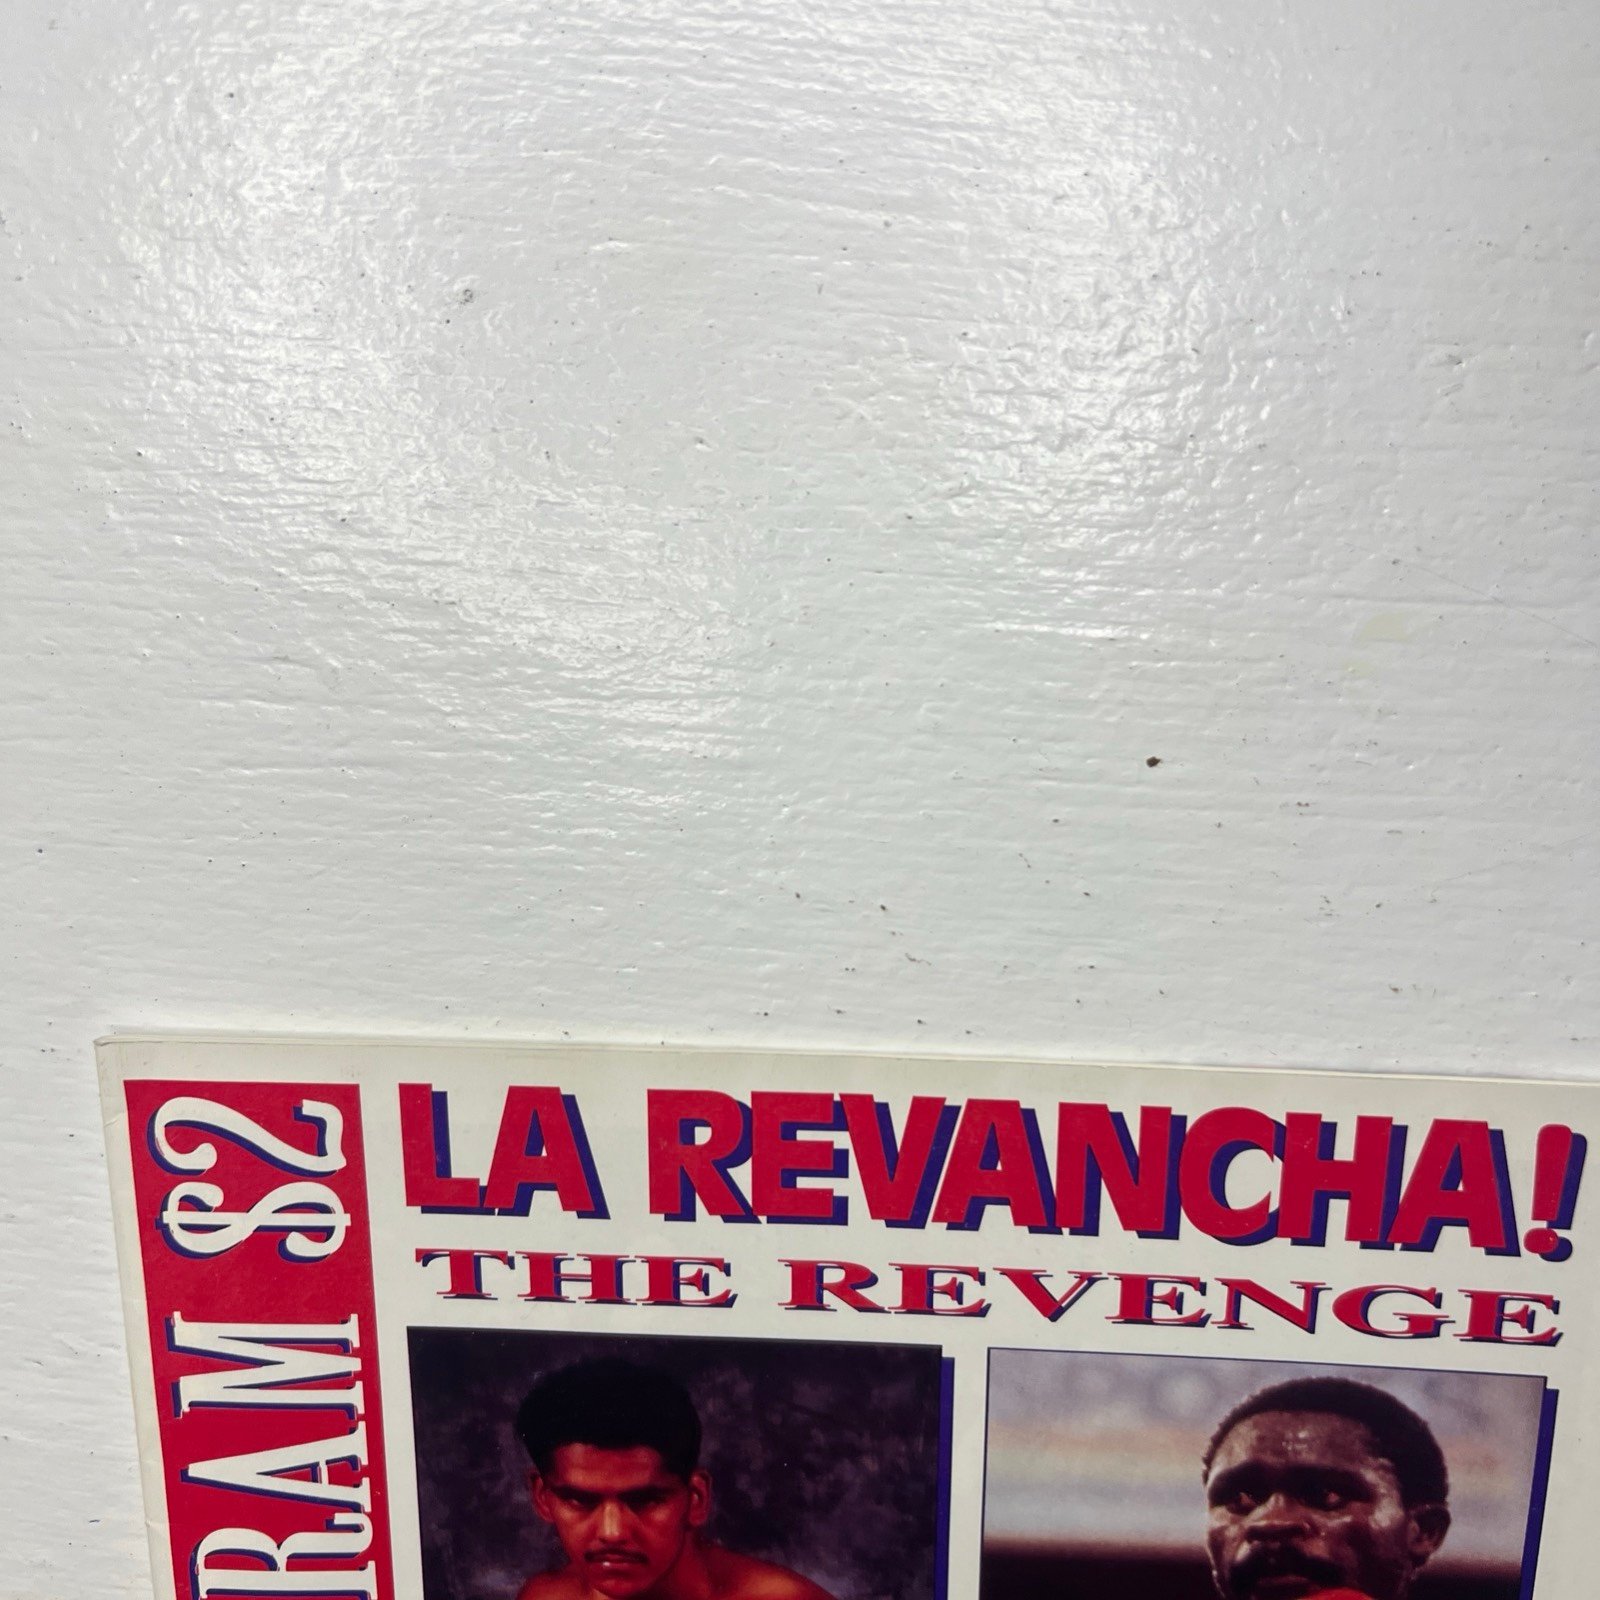 LA REVANCHA!
THE REVENGE
RAM $2